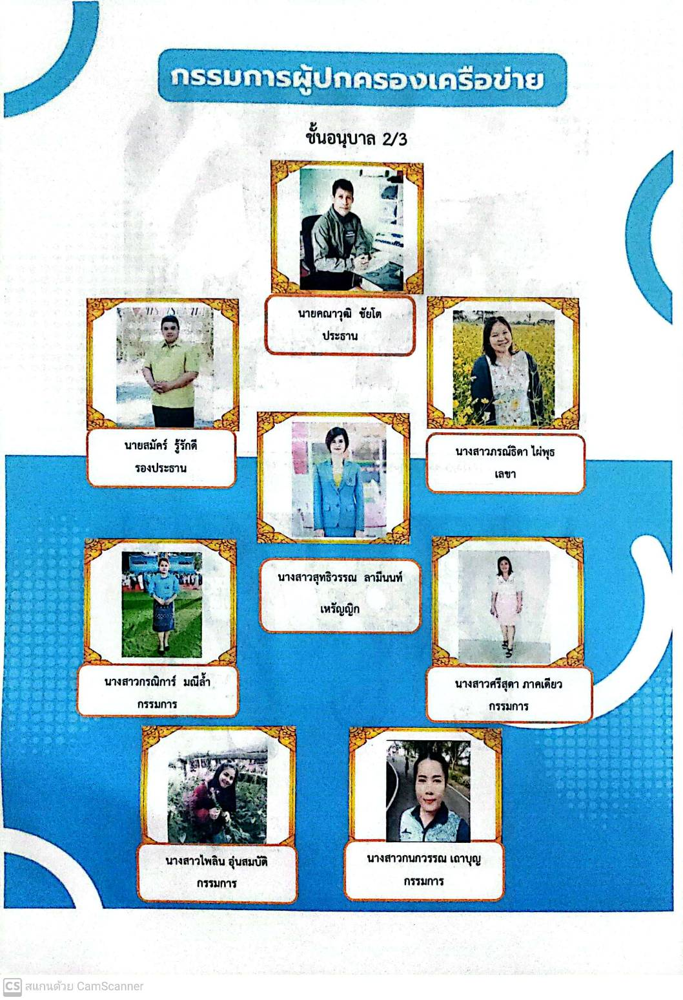 กรรมการผู้ปกครองเครือข่าย
ชั้นอนุบาล 2/3
นายคณาวุฒิ ชัยโต
ประธาน
นายสมัคร์ รู้รักดี
รองประธาน
นางสาวภรณ์ธิดา ไผ่พุธ
เลขา
นางสาวสุทธิวรรณ ลามีนนท์
เหรัญญิก
นางสาวกรณิการ์ มณีล้ำ
กรรมการ
นางสาวศรีสุดา ภาคเดียว
กรรมการ
นางสาวไพลิน อุ่นสมบัติ
กรรมการ
นางสาวกนกวรรณ เถาบุญ
กรรมการ
CS สแกนด้วย CamScanner